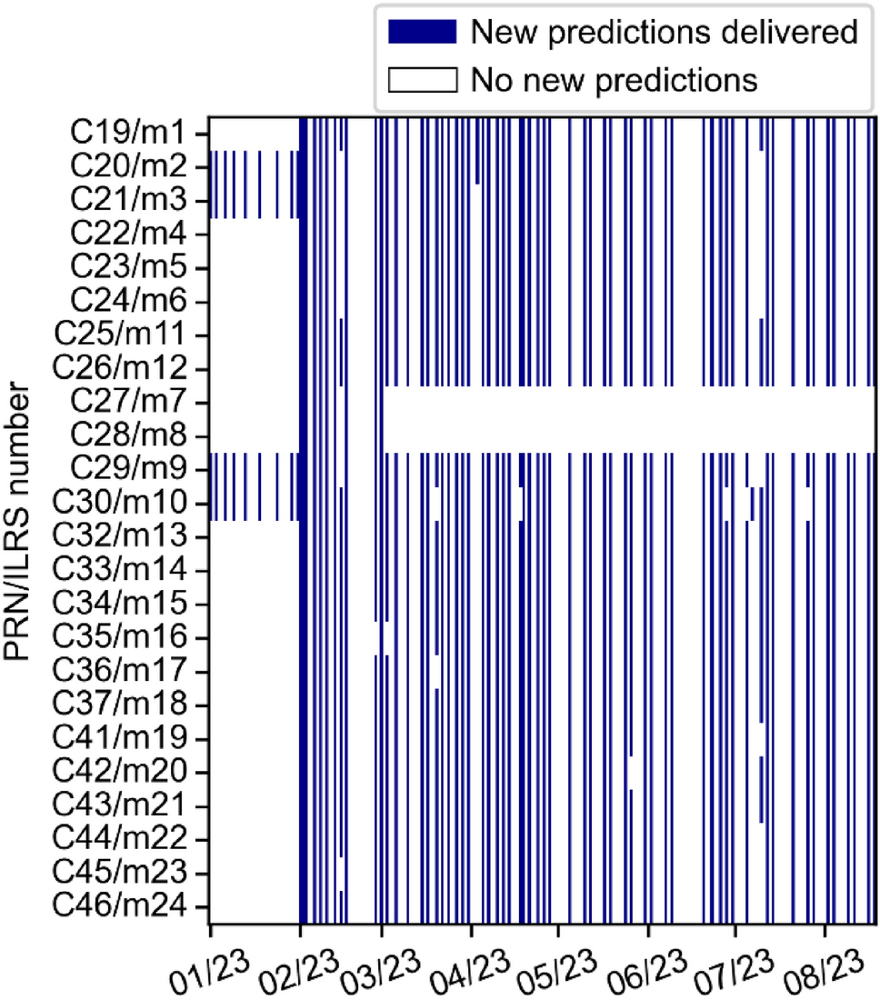 New predictions delivered
No new predictions
C19/m1
C20/m2
C21/m3
C22/m4
C23/m5
C24/m6
C25/m11
C26/m12
C27/m7
C28/m8
C29/m9
C30/m10
C32/m13
C33/m14
C34/m15
C35/m16
C36/m17
C37/m18
C41/m19
C42/m20
C43/m21
C44/m22
C45/m23
C46/m24
PRN/ILRS number
01/23 02/23 03/23 04/23 05/23 06/23 07/23 08/23